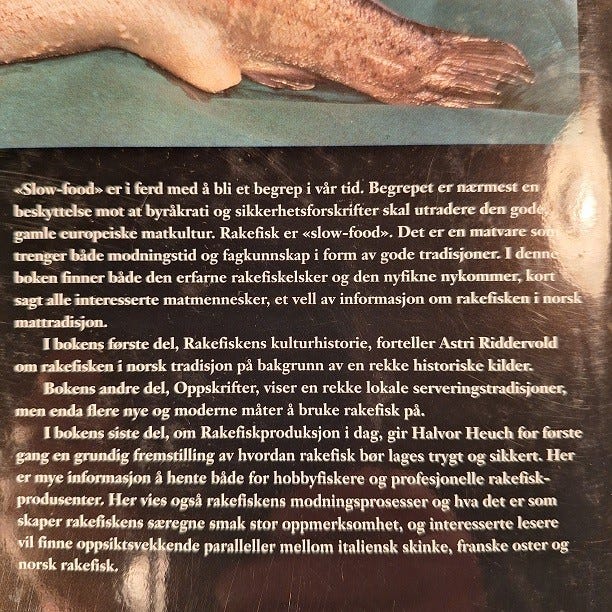 «Slow-food» er i ferd med å bli et begrep i vår tid. Begrepet er nærmest en
beskyttelse mot at byråkrati og sikkerhetsforskrifter skal utradere den gode,
gamle europeiske matkultur. Rakefisk er «slow-food». Det er en matvare som
trenger både modningstid og fagkunnskap i form av gode tradisjoner. I denne
boken finner både den erfarne rakefiskelsker og den nyfikne nykommer, kort
sagt alle interesserte matmennesker, et vell av informasjon om rakefisken i norsk
mattradisjon.
I bokens første del, Rakefiskens kulturhistorie, forteller Astri Riddervold
om rakefisken i norsk tradisjon på bakgrunn av en rekke historiske kilder.
Bokens andre del, Oppskrifter, viser en rekke lokale serveringstradisjoner,
men enda flere nye og moderne måter å bruke rakefisk på.
I bokens siste del, om Rakefiskproduksjon i dag, gir Halvor Heuch for første
gang en grundig fremstilling av hvordan rakefisk bør lages trygt og sikkert. Her
er mye informasjon å hente både for hobbyfiskere og profesjonelle rakefisk-
produsenter. Her vies også rakefiskens modningsprosesser og hva det er som
skaper rakefiskens særegne smak stor oppmerksomhet, og interesserte lesere
vil finne oppsiktsvekkende paralleller mellom italiensk skinke, franske oster og
norsk rakefisk.